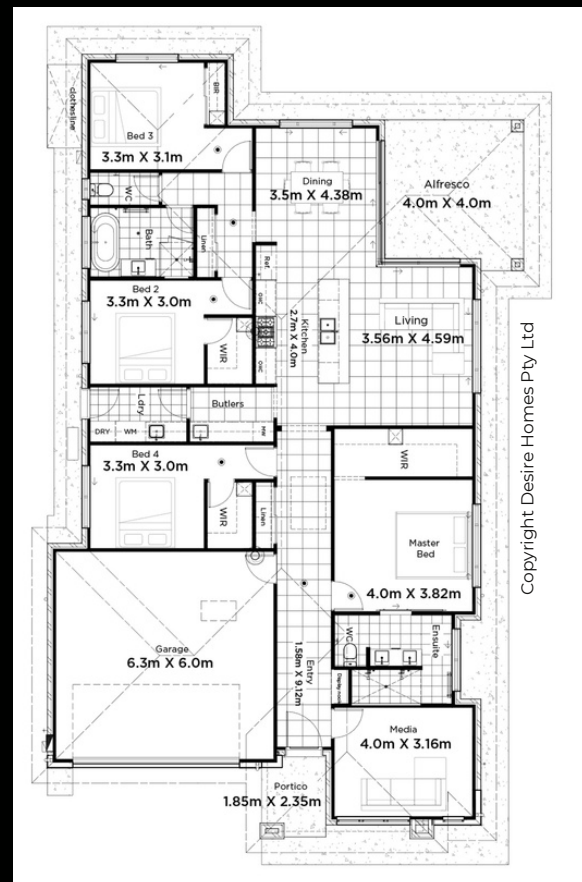 clothesline
BIR
Bed 3
3.3m X 3.1m
WC
Dining
3.5m X 4.38m
Alfresco
4.0m X 4.0m
Bath
Linen
Ref.
Bed 2
3.3m X 3.0m
OHC
Kitchen
2.7m X 4.0m
Living
3.56m X 4.59m
WIR
OHC
Ldry
Butlers
DRY
WM
MW
Bed 4
3.3m X 3.0m
WIR
WIR
Linen
Master
Bed
4.0m X 3.82m
WC
Ensuite
Garage
6.3m X 6.0m
Entry
1.58m X 9.12m
Media
4.0m X 3.16m
Portico
1.85m X 2.35m
Copyright Desire Homes Pty Ltd